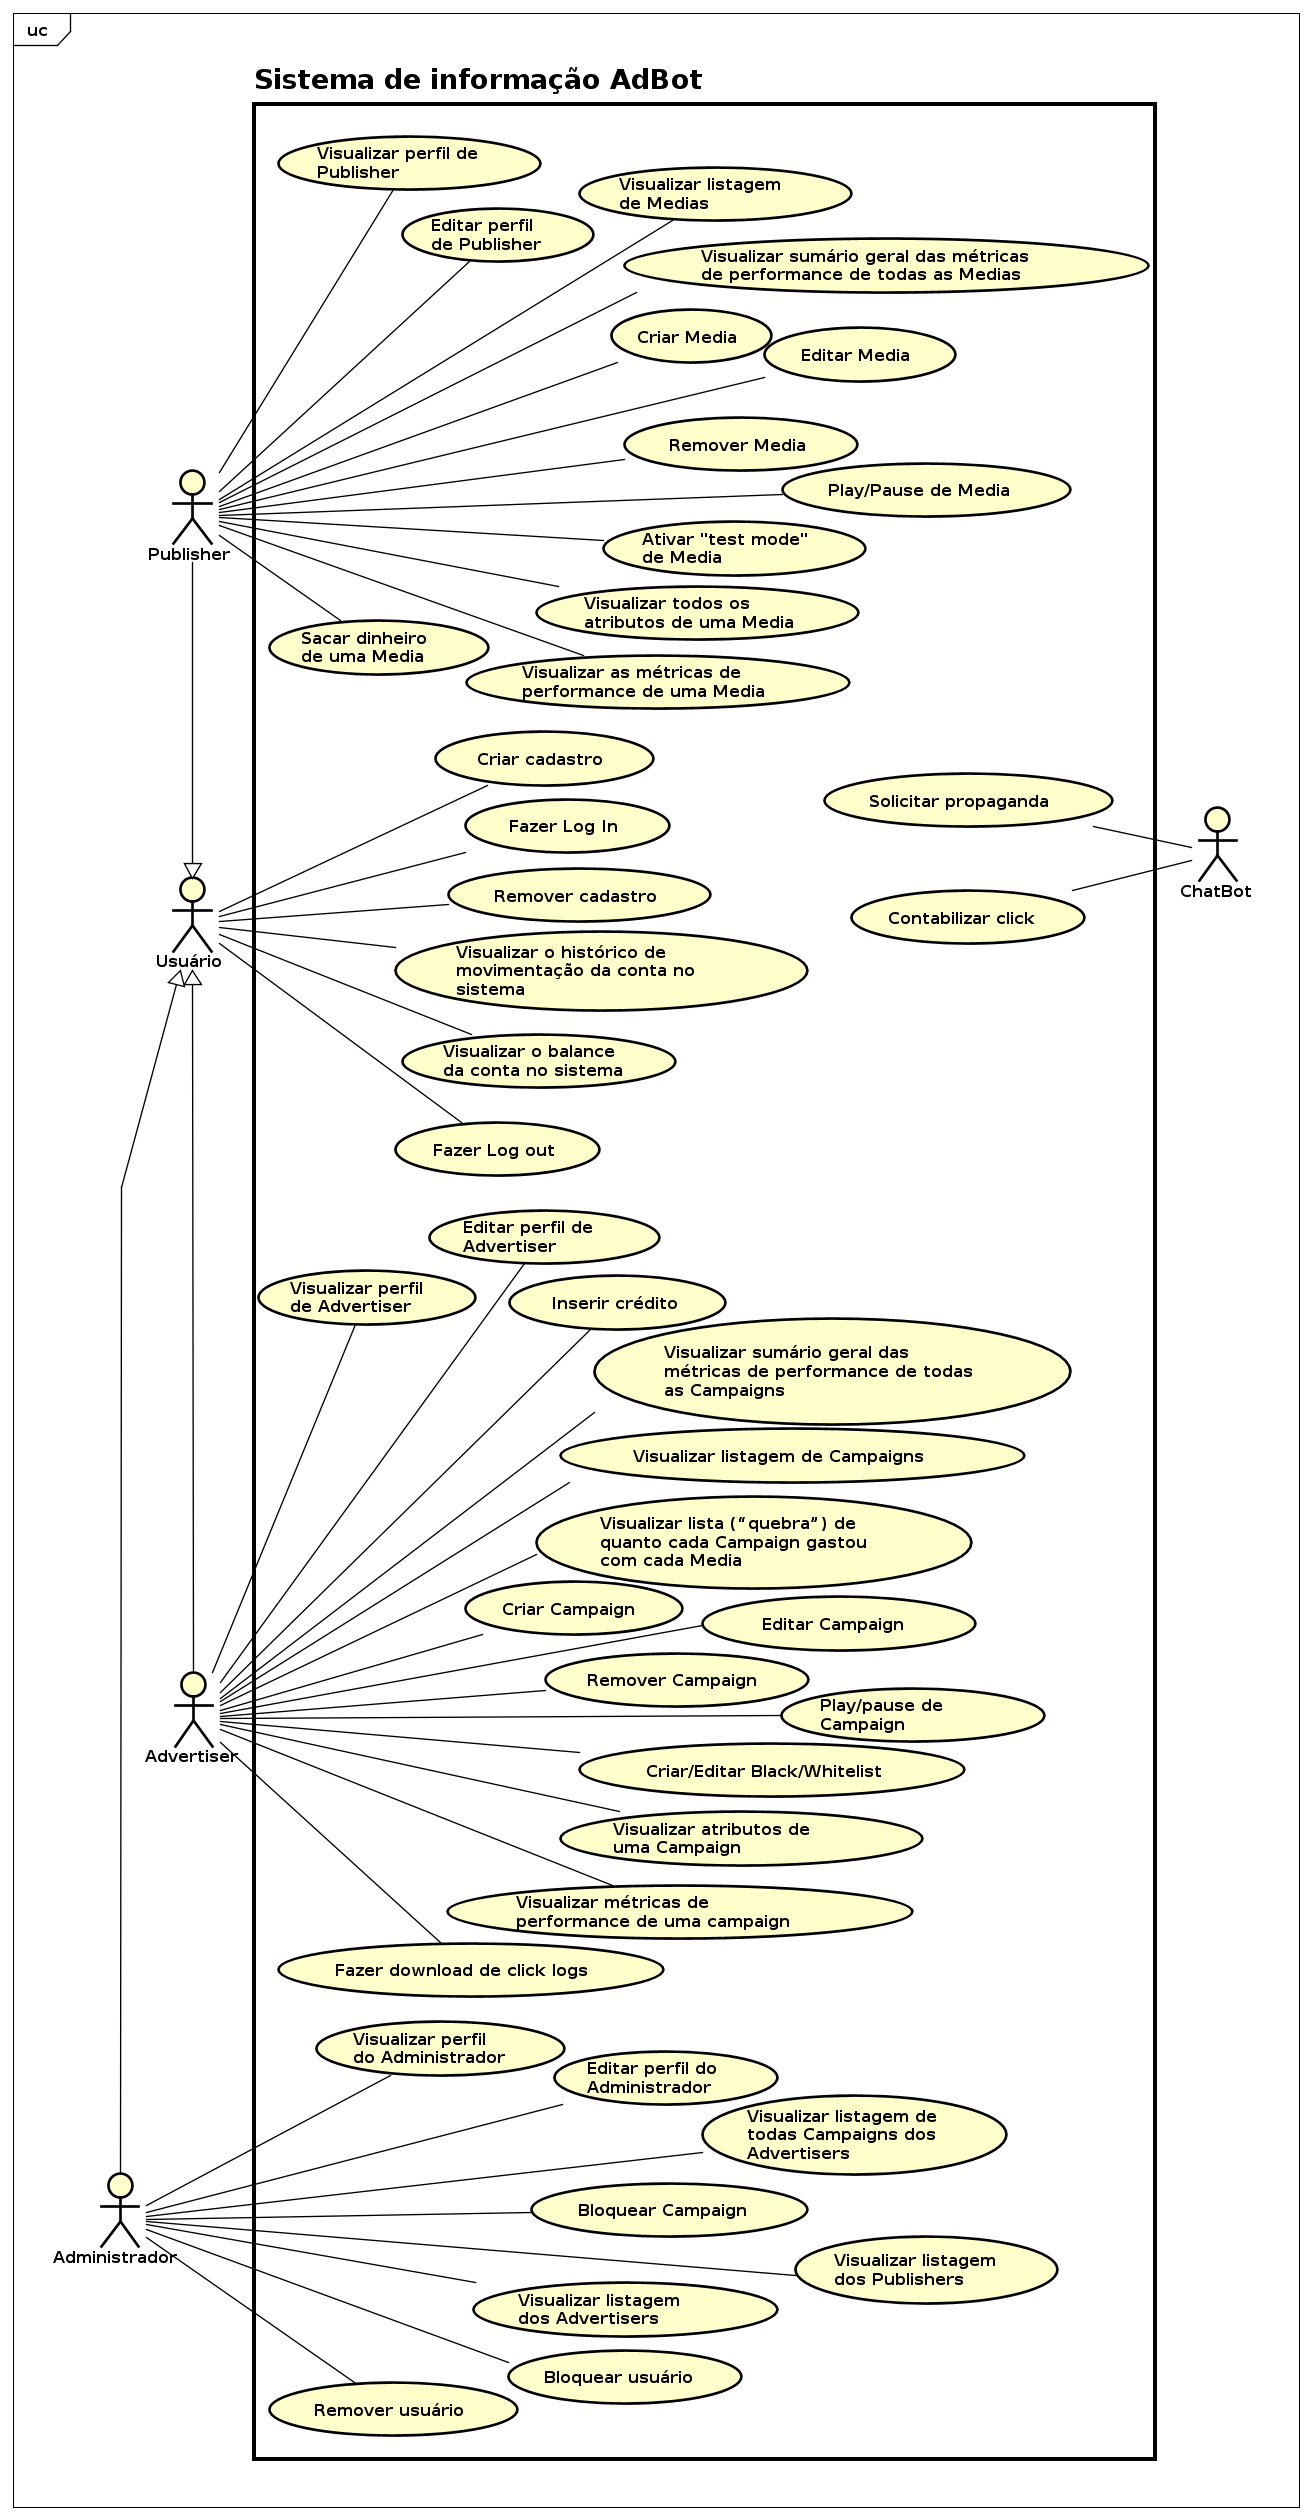 uc
Sistema de informação AdBot
Visualizar perfil de
Publisher
Visualizar listagem
de Medias
Editar perfil
de Publisher
Visualizar sumário geral das métricas
de performance de todas as Medias
Criar Media
Editar Media
Remover Media
Play/Pause de Media
Ativar "test mode"
de Media
Publisher
Visualizar todos os
atributos de uma Media
Sacar dinheiro
de uma Media
Visualizar as métricas de
performance de uma Media
Criar cadastro
Solicitar propaganda
Fazer Log In
Remover cadastro
ChatBot
Contabilizar click
Usuário
Visualizar o histórico de
movimentação da conta no
sistema
Visualizar o balance
da conta no sistema
Fazer Log out
Editar perfil de
Advertiser
Visualizar perfil
de Advertiser
Inserir crédito
Visualizar sumário geral das
métricas de performance de todas
as Campaigns
Visualizar listagem de Campaigns
Visualizar lista (“quebra”) de
quanto cada Campaign gastou
com cada Media
Criar Campaign
Editar Campaign
Remover Campaign
Play/pause de
Campaign
Advertiser
Criar/Editar Black/Whitelist
Visualizar atributos de
uma Campaign
Visualizar métricas de
performance de uma campaign
Fazer download de click logs
Visualizar perfil
do Administrador
Editar perfil do
Administrador
Visualizar listagem de
todas Campaigns dos
Advertisers
Bloquear Campaign
Administrador
Visualizar listagem
dos Publishers
Visualizar listagem
dos Advertisers
Bloquear usuário
Remover usuário